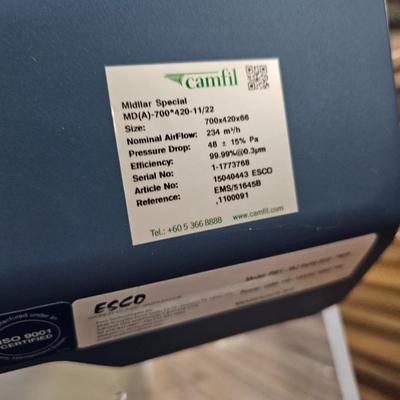 camfil
Midilar Special
MD(A)-700*420-11/22
Size: 700x420x66
Nominal AirFlow: 234 m³/h
Pressure Drop: 48 ± 15% Pa
Efficiency: 99.99%@0.3µm
Serial No: 1-1773768
Article No: 15040443 ESCO
Reference: EMS/51645B
,1100091
Tel.: +60 5 366 8888 www.camfil.com
ESCO
ISO 9001
CERTIFIED